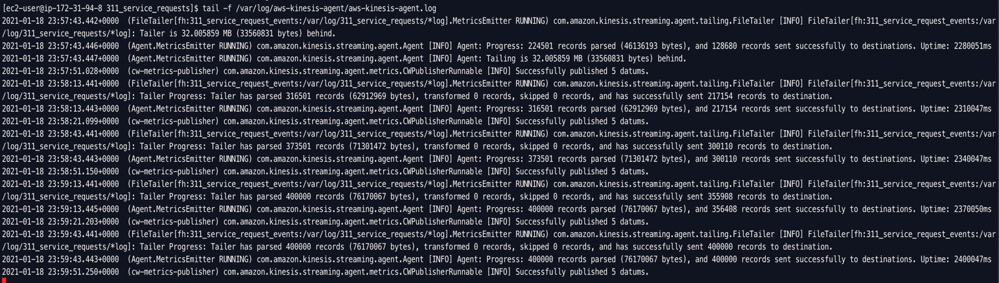 [ec2-user@ip-172-31-94-8 311_service_requests]$ tail -f /var/log/aws-kinesis-agent/aws-kinesis-agent.log
2021-01-18 23:57:43.442+0000  (FileTailer[fh:311_service_request_events:/var/log/311_service_requests/*log].MetricsEmitter RUNNING) com.amazon.kinesis.streaming.agent.tailing.FileTailer [INFO] FileTailer[fh:311_service_request_events:/var
/log/311_service_requests/*log]: Tailer is 32.005859 MB (33560831 bytes) behind.
2021-01-18 23:57:43.446+0000  (Agent.MetricsEmitter RUNNING) com.amazon.kinesis.streaming.agent.Agent [INFO] Agent: Progress: 224501 records parsed (46136193 bytes), and 128680 records sent successfully to destinations. Uptime: 2280051ms
2021-01-18 23:57:43.447+0000  (Agent.MetricsEmitter RUNNING) com.amazon.kinesis.streaming.agent.Agent [INFO] Agent: Tailing is 32.005859 MB (33560831 bytes) behind.
2021-01-18 23:57:51.028+0000  (cw-metrics-publisher) com.amazon.kinesis.streaming.agent.metrics.CWPublisherRunnable [INFO] Successfully published 5 datums.
2021-01-18 23:58:13.441+0000  (FileTailer[fh:311_service_request_events:/var/log/311_service_requests/*log].MetricsEmitter RUNNING) com.amazon.kinesis.streaming.agent.tailing.FileTailer [INFO] FileTailer[fh:311_service_request_events:/var
/log/311_service_requests/*log]: Tailer Progress: Tailer has parsed 316501 records (62912969 bytes), transformed 0 records, skipped 0 records, and has successfully sent 217154 records to destination.
2021-01-18 23:58:13.443+0000  (Agent.MetricsEmitter RUNNING) com.amazon.kinesis.streaming.agent.Agent [INFO] Agent: Progress: 316501 records parsed (62912969 bytes), and 217154 records sent successfully to destinations. Uptime: 2310047ms
2021-01-18 23:58:21.099+0000  (cw-metrics-publisher) com.amazon.kinesis.streaming.agent.metrics.CWPublisherRunnable [INFO] Successfully published 5 datums.
2021-01-18 23:58:43.441+0000  (FileTailer[fh:311_service_request_events:/var/log/311_service_requests/*log].MetricsEmitter RUNNING) com.amazon.kinesis.streaming.agent.tailing.FileTailer [INFO] FileTailer[fh:311_service_request_events:/var
/log/311_service_requests/*log]: Tailer Progress: Tailer has parsed 373501 records (71301472 bytes), transformed 0 records, skipped 0 records, and has successfully sent 300110 records to destination.
2021-01-18 23:58:43.443+0000  (Agent.MetricsEmitter RUNNING) com.amazon.kinesis.streaming.agent.Agent [INFO] Agent: Progress: 373501 records parsed (71301472 bytes), and 300110 records sent successfully to destinations. Uptime: 2340047ms
2021-01-18 23:58:51.150+0000  (cw-metrics-publisher) com.amazon.kinesis.streaming.agent.metrics.CWPublisherRunnable [INFO] Successfully published 5 datums.
2021-01-18 23:59:13.441+0000  (FileTailer[fh:311_service_request_events:/var/log/311_service_requests/*log].MetricsEmitter RUNNING) com.amazon.kinesis.streaming.agent.tailing.FileTailer [INFO] FileTailer[fh:311_service_request_events:/var
/log/311_service_requests/*log]: Tailer Progress: Tailer has parsed 400000 records (76170067 bytes), transformed 0 records, skipped 0 records, and has successfully sent 355908 records to destination.
2021-01-18 23:59:13.445+0000  (Agent.MetricsEmitter RUNNING) com.amazon.kinesis.streaming.agent.Agent [INFO] Agent: Progress: 400000 records parsed (76170067 bytes), and 356408 records sent successfully to destinations. Uptime: 2370050ms
2021-01-18 23:59:21.203+0000  (cw-metrics-publisher) com.amazon.kinesis.streaming.agent.metrics.CWPublisherRunnable [INFO] Successfully published 5 datums.
2021-01-18 23:59:43.441+0000  (FileTailer[fh:311_service_request_events:/var/log/311_service_requests/*log].MetricsEmitter RUNNING) com.amazon.kinesis.streaming.agent.tailing.FileTailer [INFO] FileTailer[fh:311_service_request_events:/var
/log/311_service_requests/*log]: Tailer Progress: Tailer has parsed 400000 records (76170067 bytes), transformed 0 records, skipped 0 records, and has successfully sent 400000 records to destination.
2021-01-18 23:59:43.443+0000  (Agent.MetricsEmitter RUNNING) com.amazon.kinesis.streaming.agent.Agent [INFO] Agent: Progress: 400000 records parsed (76170067 bytes), and 400000 records sent successfully to destinations. Uptime: 2400047ms
2021-01-18 23:59:51.250+0000  (cw-metrics-publisher) com.amazon.kinesis.streaming.agent.metrics.CWPublisherRunnable [INFO] Successfully published 5 datums.